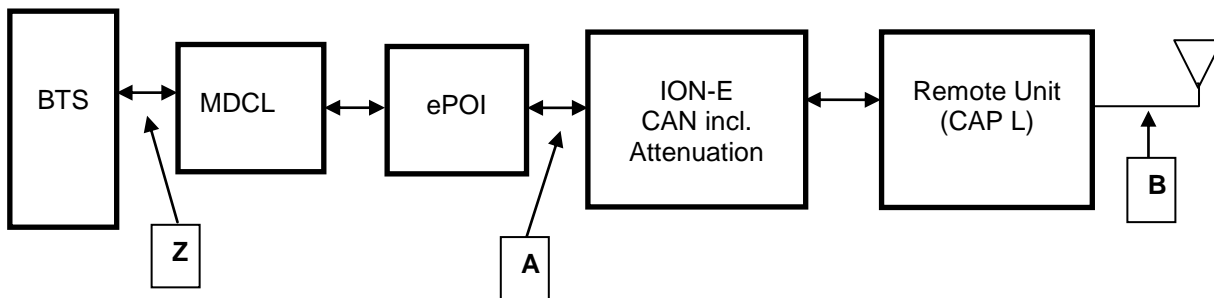 BTS
MDCL
ePOI
ION-E
CAN incl.
Attenuation
Remote Unit
(CAP L)
Z
A
B